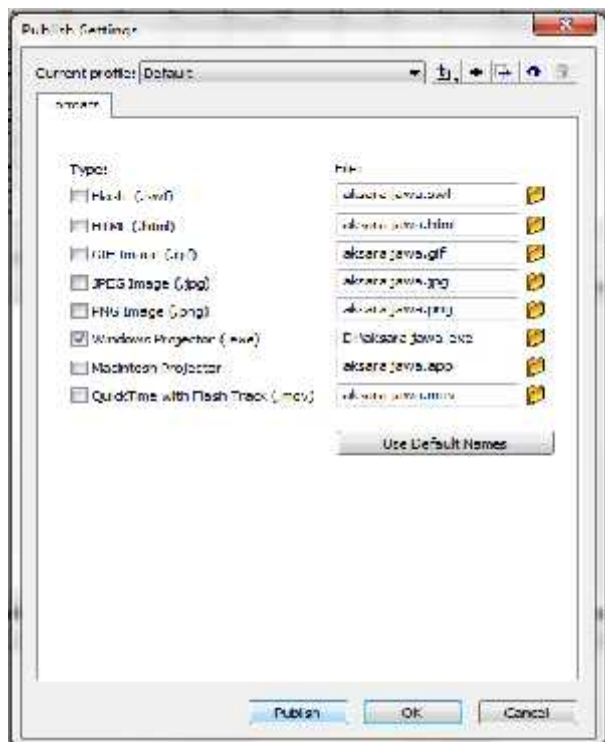 Publish Settings
Current profile: Default
Formats
Type: File:
Flash (.swf) aksara jawa.swf
HTML (.html) aksara jawa.html
GIF Image (.gif) aksara jawa.gif
JPEG Image (.jpg) aksara jawa.jpg
PNG Image (.png) aksara jawa.png
Windows Projector (.exe) D:\aksara jawa.exe
Macintosh Projector aksara jawa.app
QuickTime with Flash Track (.mov) aksara jawa.mov
Use Default Names
Publish OK Cancel